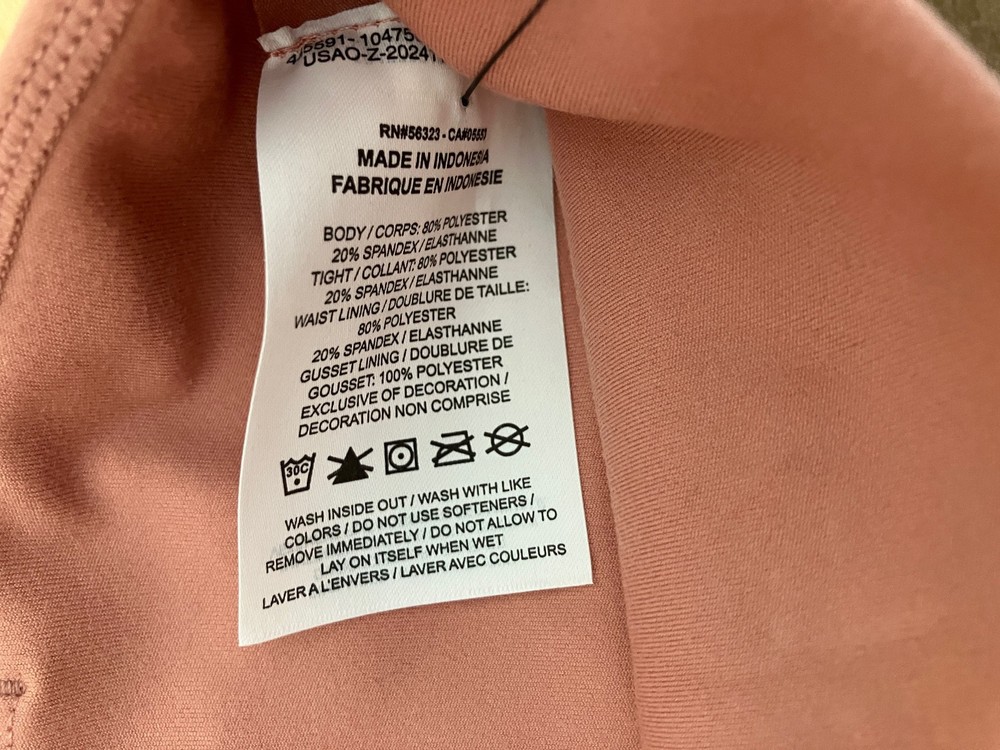 USAO-Z-2024
RN#56323 - CA#05553
MADE IN INDONESIA
FABRIQUE EN INDONESIE
BODY / CORPS: 80% POLYESTER
20% SPANDEX / ELASTHANNE
TIGHT / COLLANT: 80% POLYESTER
20% SPANDEX / ELASTHANNE
WAIST LINING / DOUBLURE DE TAILLE:
80% POLYESTER
20% SPANDEX / ELASTHANNE
GUSSET LINING / DOUBLURE DE
GOUSSET: 100% POLYESTER
EXCLUSIVE OF DECORATION /
DECORATION NON COMPRISE
30C
WASH INSIDE OUT / WASH WITH LIKE
COLORS / DO NOT USE SOFTENERS /
REMOVE IMMEDIATELY / DO NOT ALLOW TO
LAY ON ITSELF WHEN WET
LAVER A L'ENVERS / LAVER AVEC COULEURS